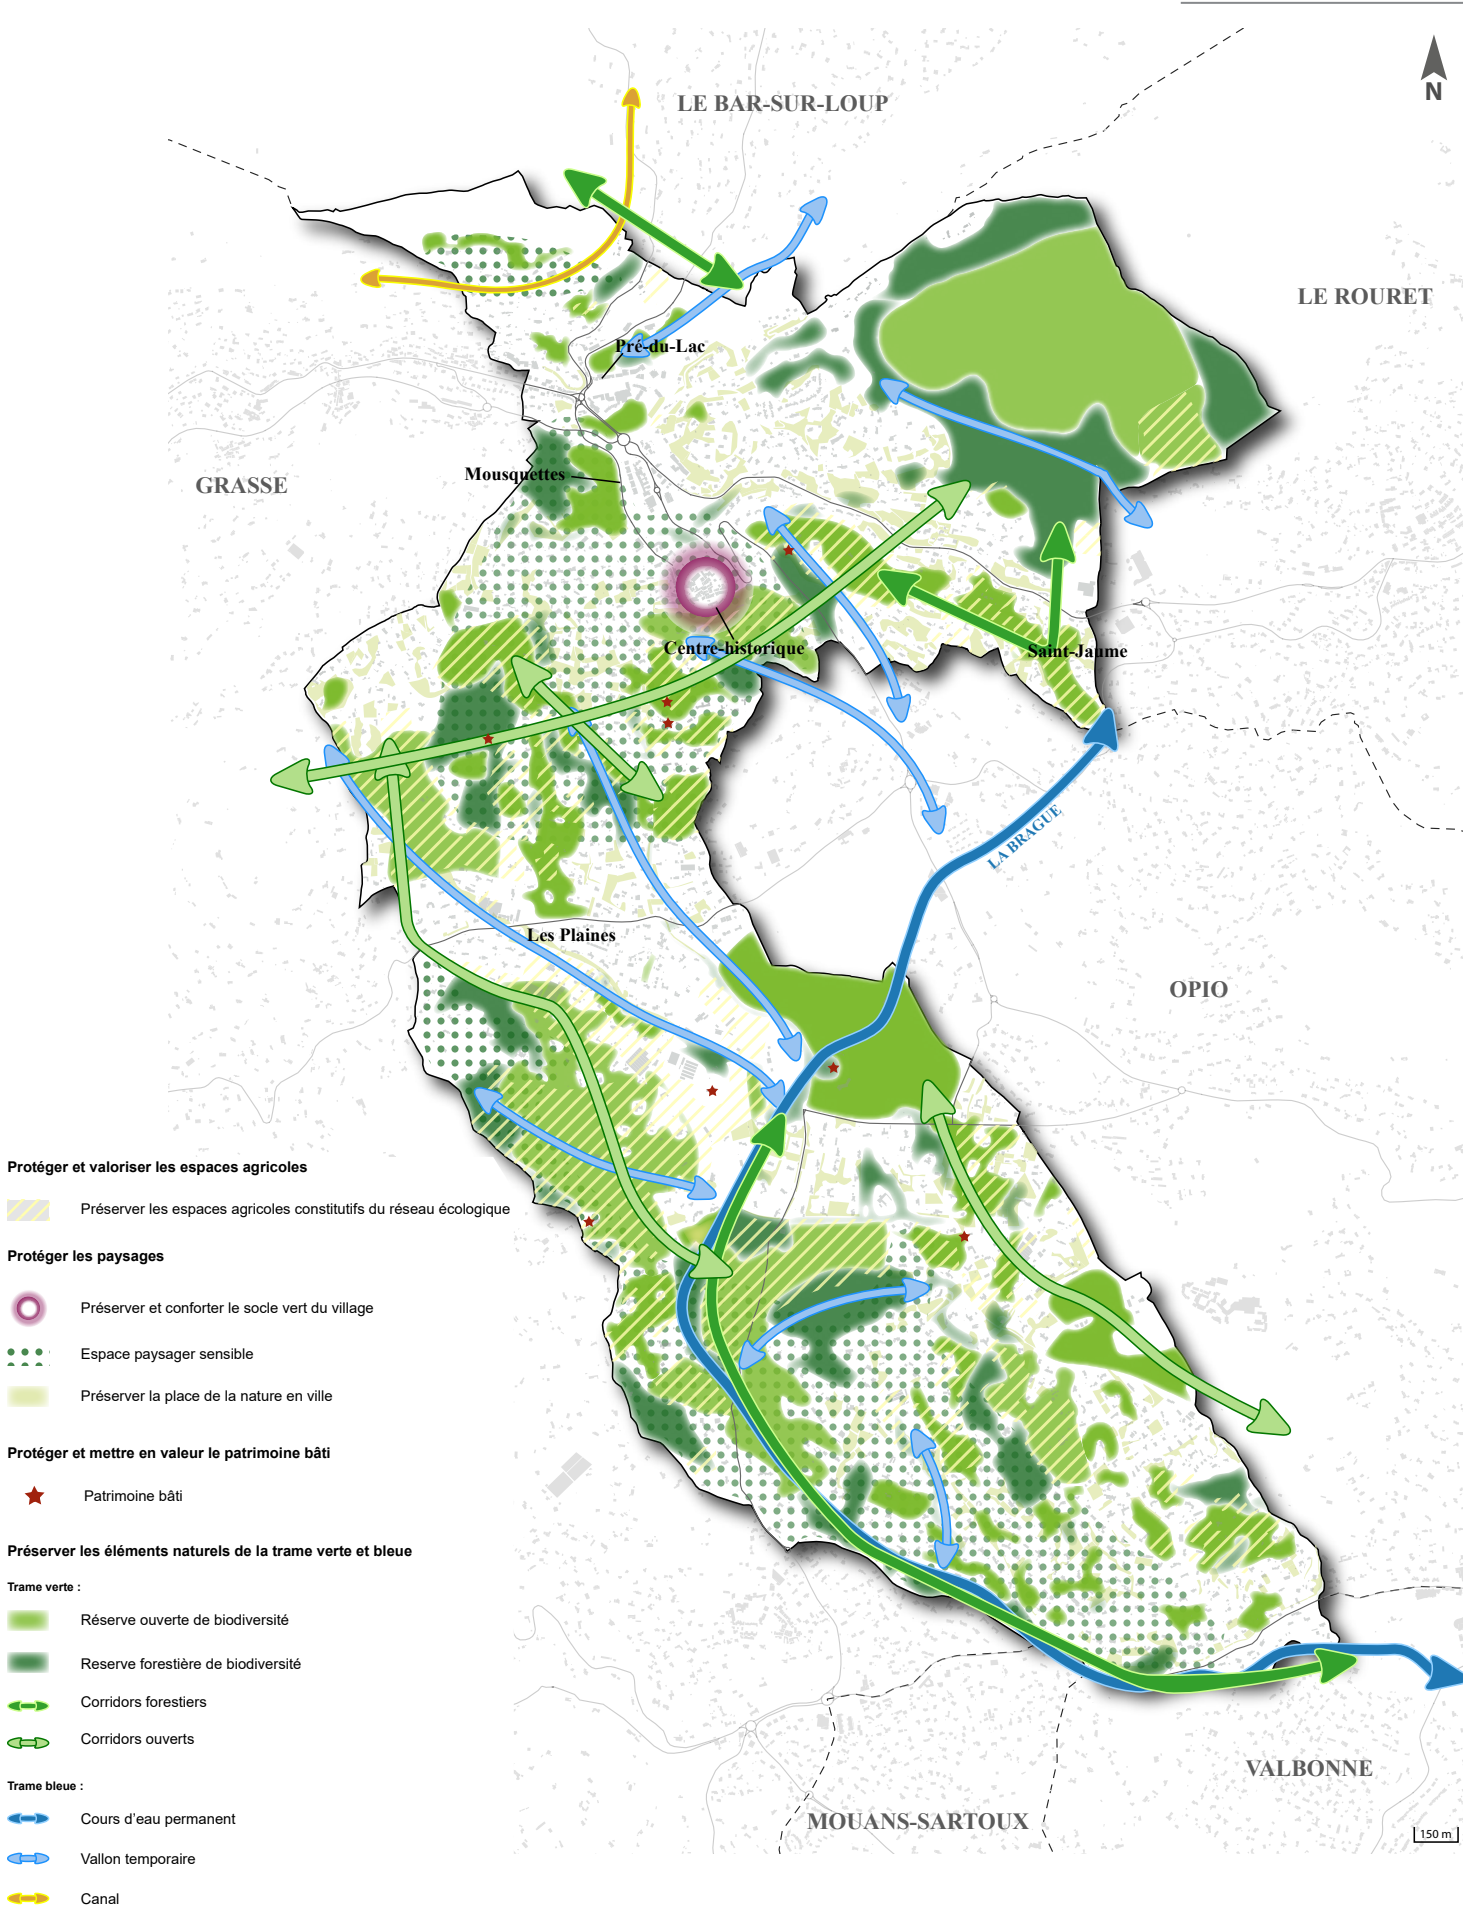 N
LE BAR-SUR-LOUP
LE ROURET
Pré-du-Lac
GRASSE
Mousquettes
Centre-historique
Saint-Jaume
LA BRAGUE
Les Plaines
OPIO
Protéger et valoriser les espaces agricoles
Préserver les espaces agricoles constitutifs du réseau écologique
Protéger les paysages
Préserver et conforter le socle vert du village
Espace paysager sensible
Préserver la place de la nature en ville
Protéger et mettre en valeur le patrimoine bâti
Patrimoine bâti
Préserver les éléments naturels de la trame verte et bleue
Trame verte :
Réserve ouverte de biodiversité
Reserve forestière de biodiversité
Corridors forestiers
Corridors ouverts
Trame bleue :
Cours d'eau permanent
Vallon temporaire
Canal
VALBONNE
MOUANS-SARTOUX
150 m